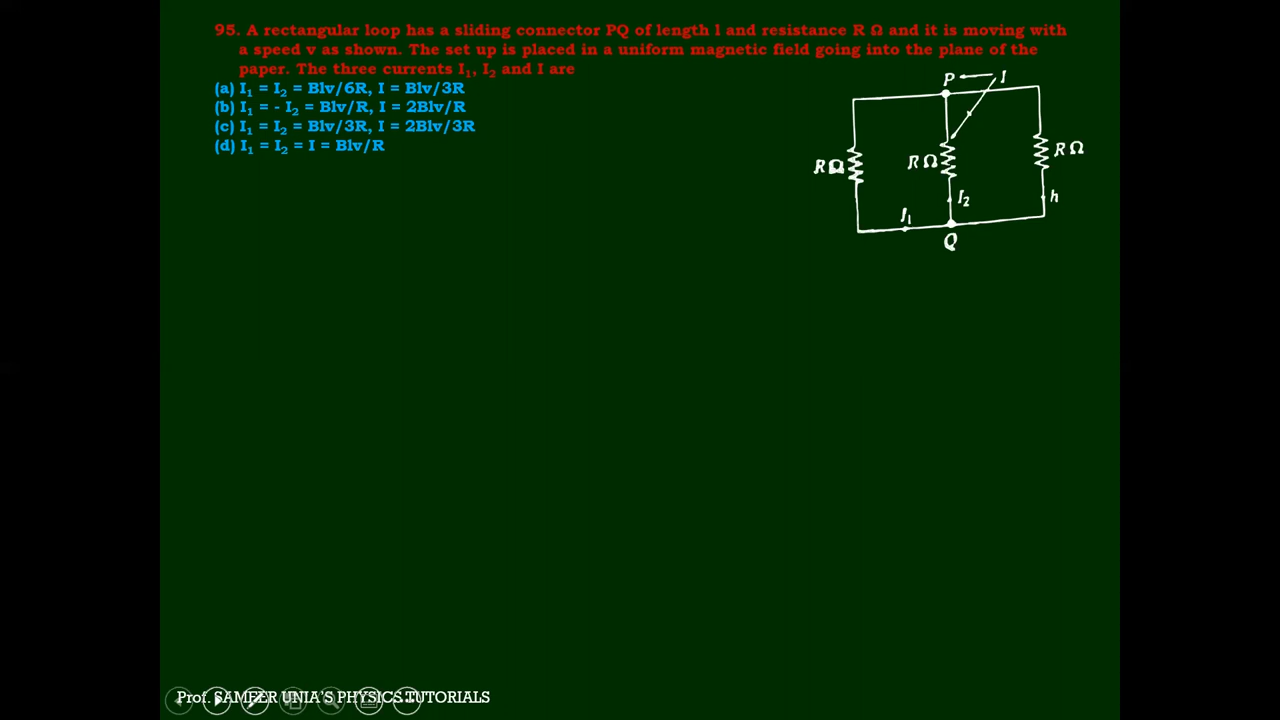 95. A rectangular loop has a sliding connector PQ of length l and resistance R Ω and it is moving with
a speed v as shown. The set up is placed in a uniform magnetic field going into the plane of the
paper. The three currents I₁, I₂ and I are
(a) I₁ = I₂ = Blv/6R, I = Blv/3R
(b) I₁ = - I₂ = Blv/R, I = 2Blv/R
(c) I₁ = I₂ = Blv/3R, I = 2Blv/3R
(d) I₁ = I₂ = I = Blv/R
P
I
RΩ
RΩ
RΩ
I₁
I₂
h
Q
Prof. SAMEER UNIA'S PHYSICS TUTORIALS